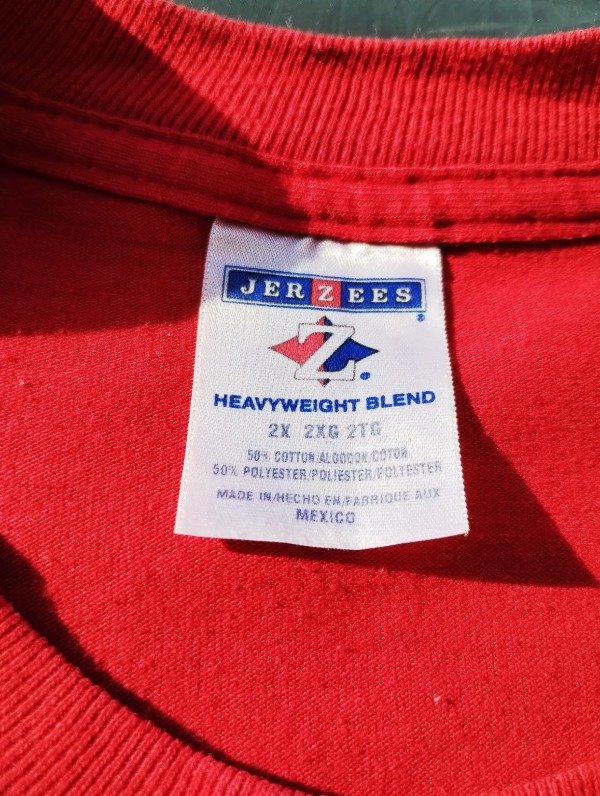 JERZEES
®
Z®
HEAVYWEIGHT BLEND
2X 2XG 2TG
50% COTTON/ALGODON/COTON
50% POLYESTER/POLIESTER/POLYESTER
MADE IN/HECHO EN/FABRIQUE AUX
MEXICO